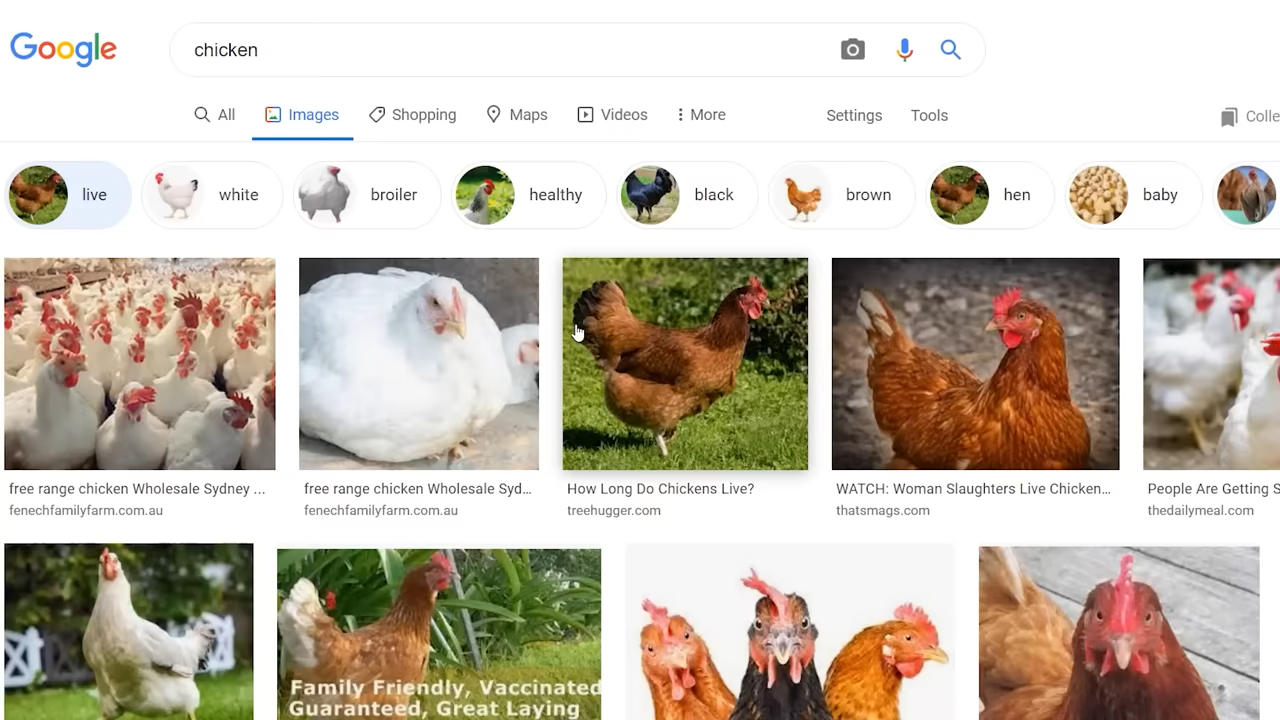 Google
chicken
All Images Shopping Maps Videos More Settings Tools Colle
live white broiler healthy black brown hen baby
free range chicken Wholesale Sydney ... free range chicken Wholesale Syd... How Long Do Chickens Live? WATCH: Woman Slaughters Live Chicken... People Are Getting S
fenechfamilyfarm.com.au fenechfamilyfarm.com.au treehugger.com thatsmags.com thedailymeal.com
Family Friendly, Vaccinated
Guaranteed, Great Laying